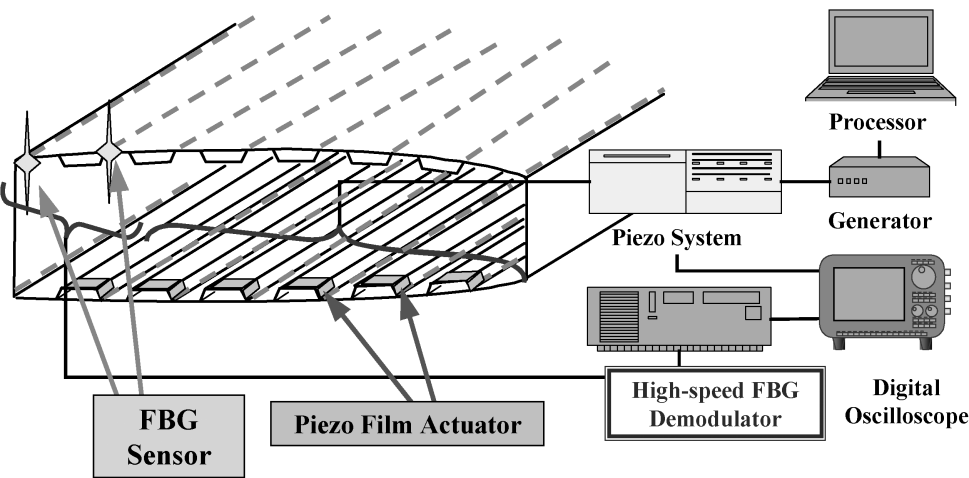 Processor
Generator
Piezo System
High-speed FBG
Demodulator
Digital
Oscilloscope
FBG
Sensor
Piezo Film Actuator